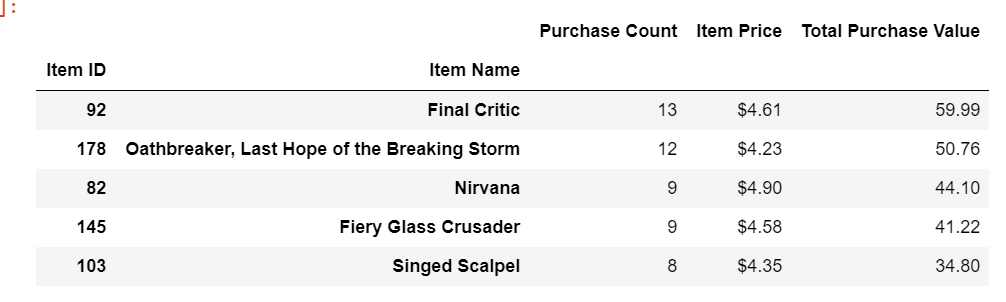 ]:
Purchase Count Item Price Total Purchase Value
Item ID Item Name
92 Final Critic 13 $4.61 59.99
178 Oathbreaker, Last Hope of the Breaking Storm 12 $4.23 50.76
82 Nirvana 9 $4.90 44.10
145 Fiery Glass Crusader 9 $4.58 41.22
103 Singed Scalpel 8 $4.35 34.80